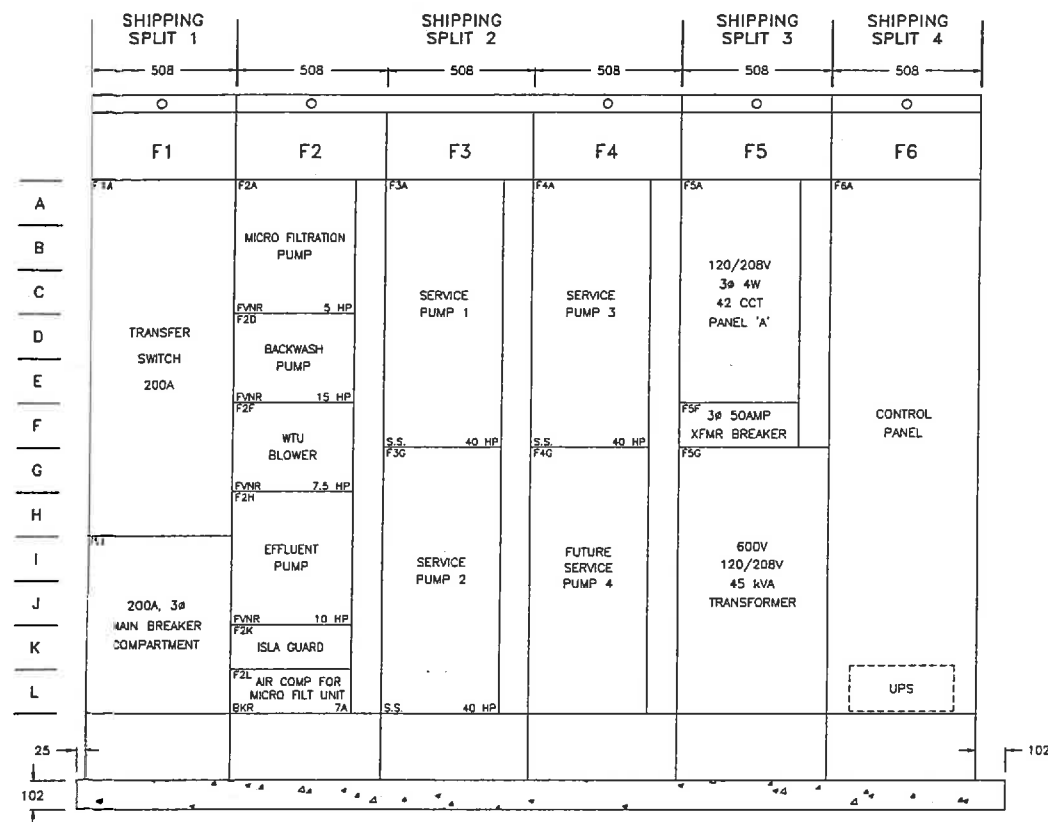 SHIPPING SPLIT 1
SHIPPING SPLIT 2
SHIPPING SPLIT 3
SHIPPING SPLIT 4
508
508
508
508
508
508
F1
F2
F3
F4
F5
F6
A
B
C
D
E
F
G
H
I
J
K
L
TRANSFER
SWITCH
200A
200A, 3ø
MAIN BREAKER
COMPARTMENT
F2A
MICRO FILTRATION
PUMP
FVNR 5 HP
F2D
BACKWASH
PUMP
FVNR 15 HP
F2F
WTU
BLOWER
FVNR 7.5 HP
F2H
EFFLUENT
PUMP
FVNR 10 HP
F2K
ISLA GUARD
F2L
AIR COMP FOR
MICRO FILT UNIT
BKR 7A
F3A
SERVICE
PUMP 1
S.S. 40 HP
F3G
SERVICE
PUMP 2
S.S. 40 HP
F4A
SERVICE
PUMP 3
S.S. 40 HP
F4G
FUTURE
SERVICE
PUMP 4
F5A
120/208V
3ø 4W
42 CCT
PANEL 'A'
F5F
3ø 50AMP
XFMR BREAKER
F5G
600V
120/208V
45 kVA
TRANSFORMER
F6A
CONTROL
PANEL
UPS
25
102
102